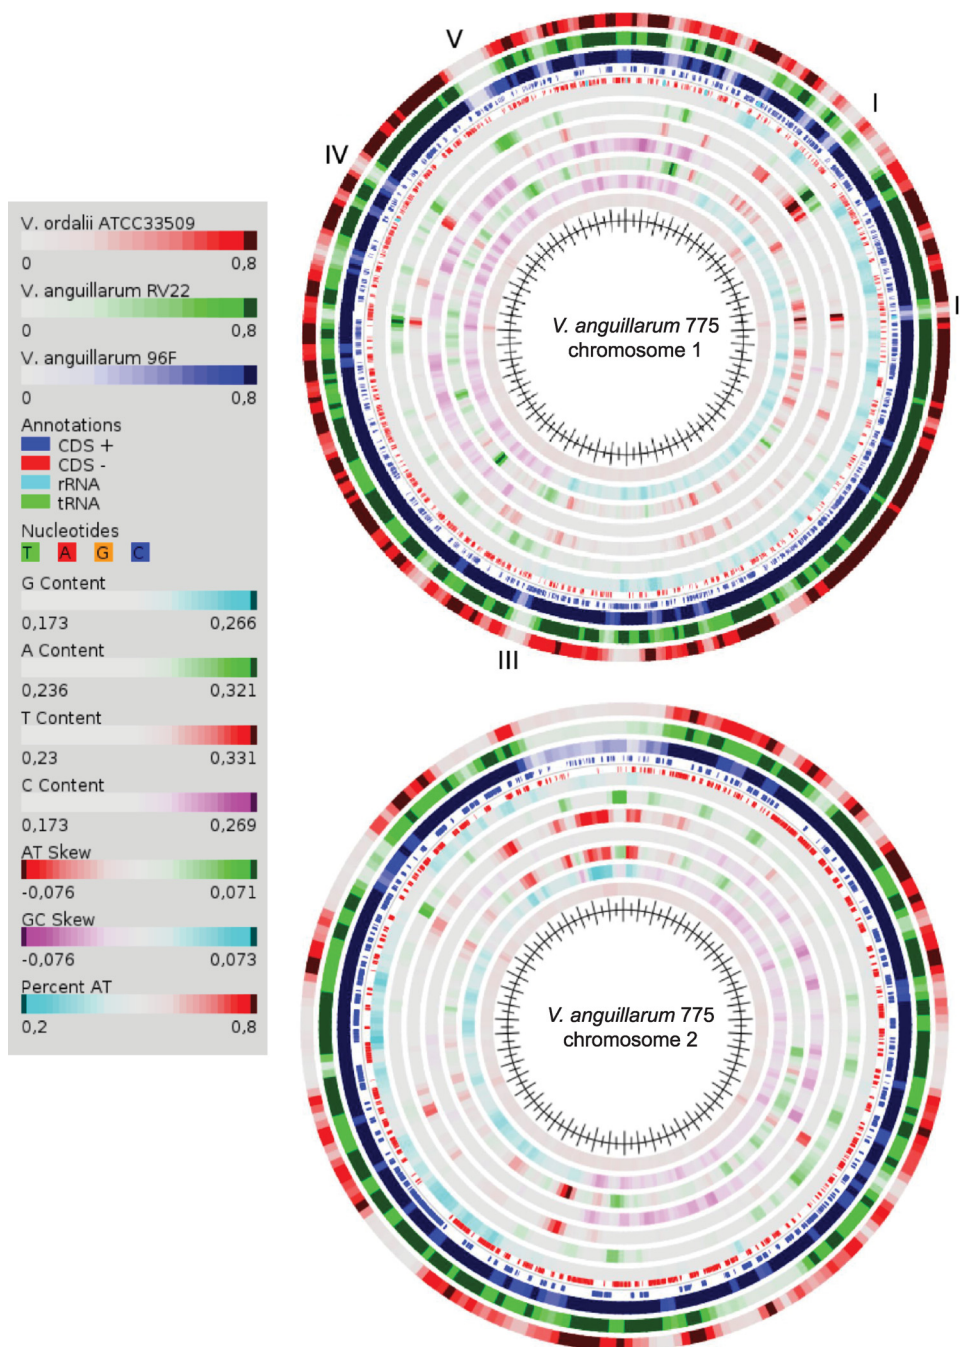 V
I
IV
V. ordalii ATCC33509
0 0,8
V. anguillarum RV22
0 0,8
V. anguillarum 96F
0 0,8
Annotations
CDS +
CDS -
rRNA
tRNA
Nucleotides
T A G C
G Content
0,173 0,266
A Content
0,236 0,321
T Content
0,23 0,331
C Content
0,173 0,269
AT Skew
-0,076 0,071
GC Skew
-0,076 0,073
Percent AT
0,2 0,8
I
V. anguillarum 775
chromosome 1
III
V. anguillarum 775
chromosome 2